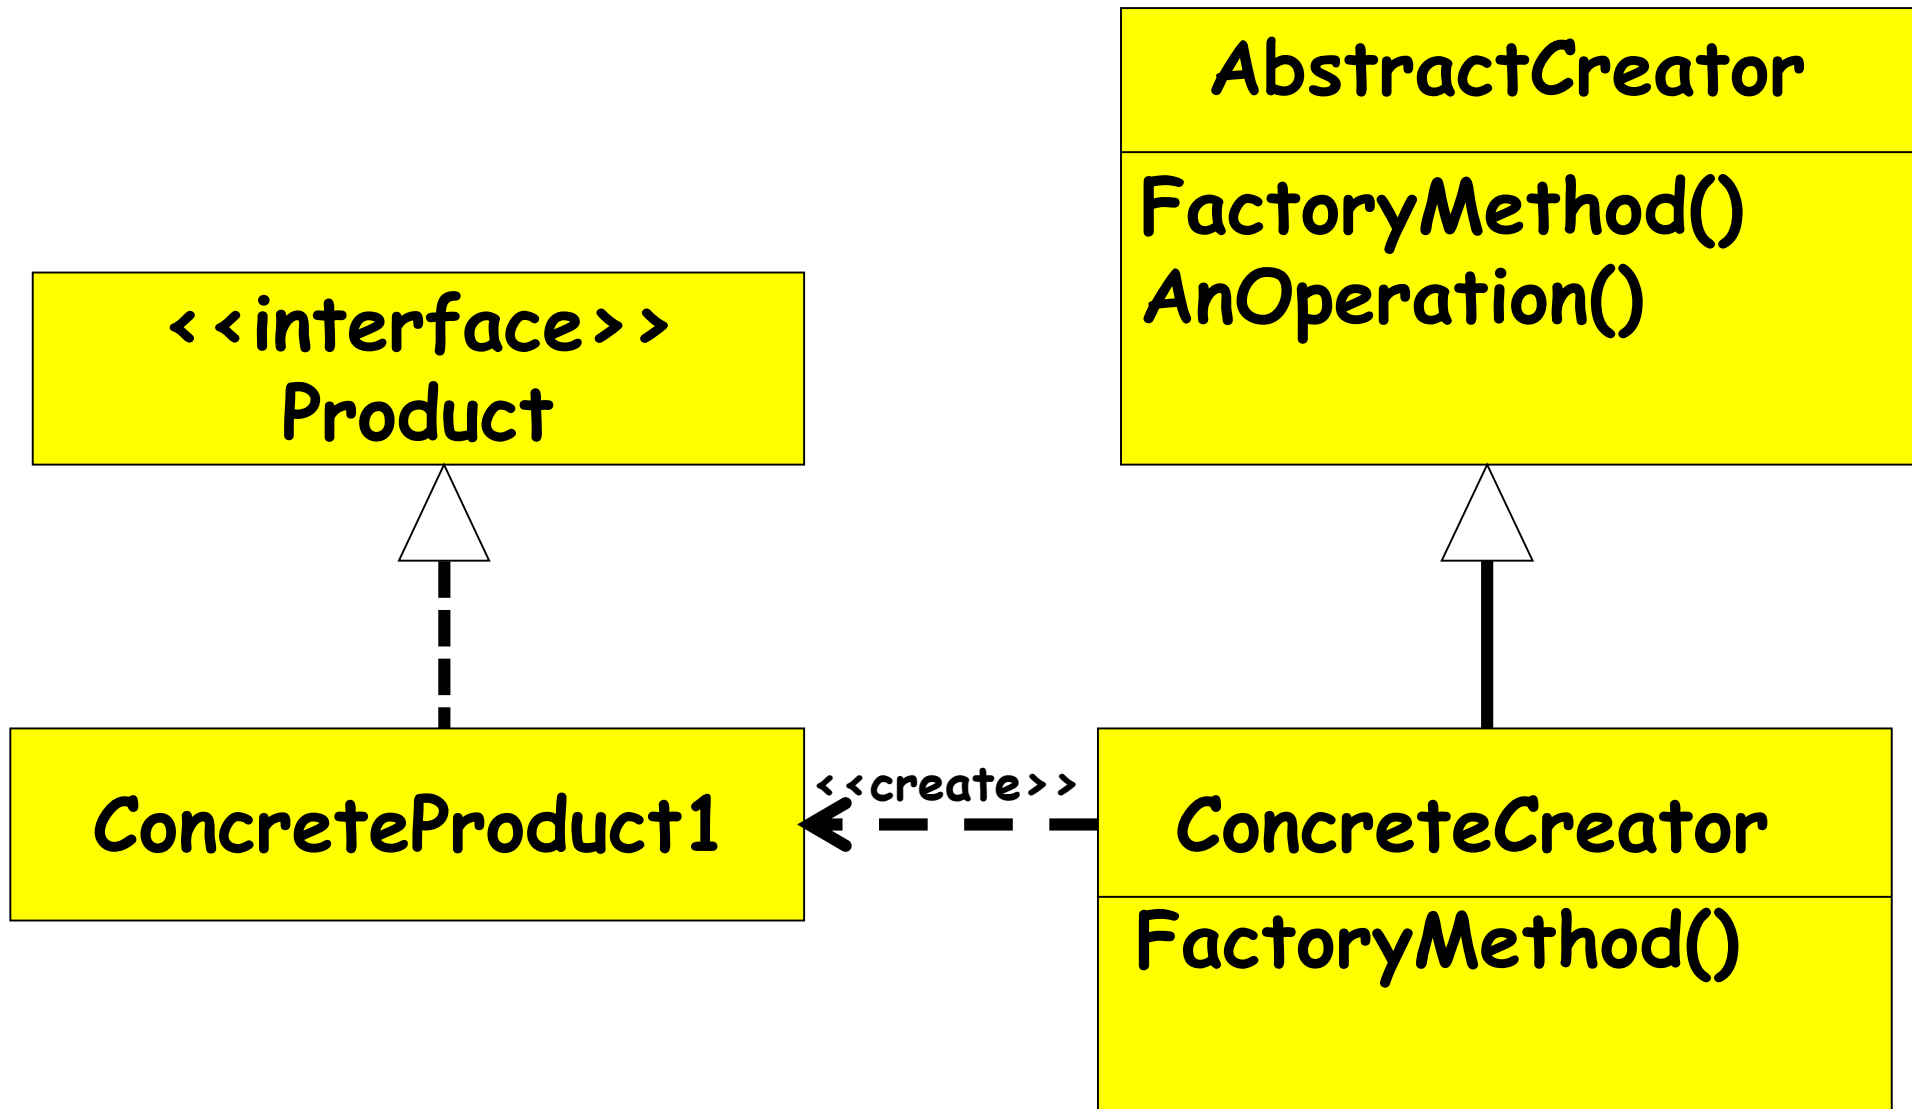 AbstractCreator
FactoryMethod()
AnOperation()
<<interface>>
Product
<<create>>
ConcreteProduct1
ConcreteCreator
FactoryMethod()